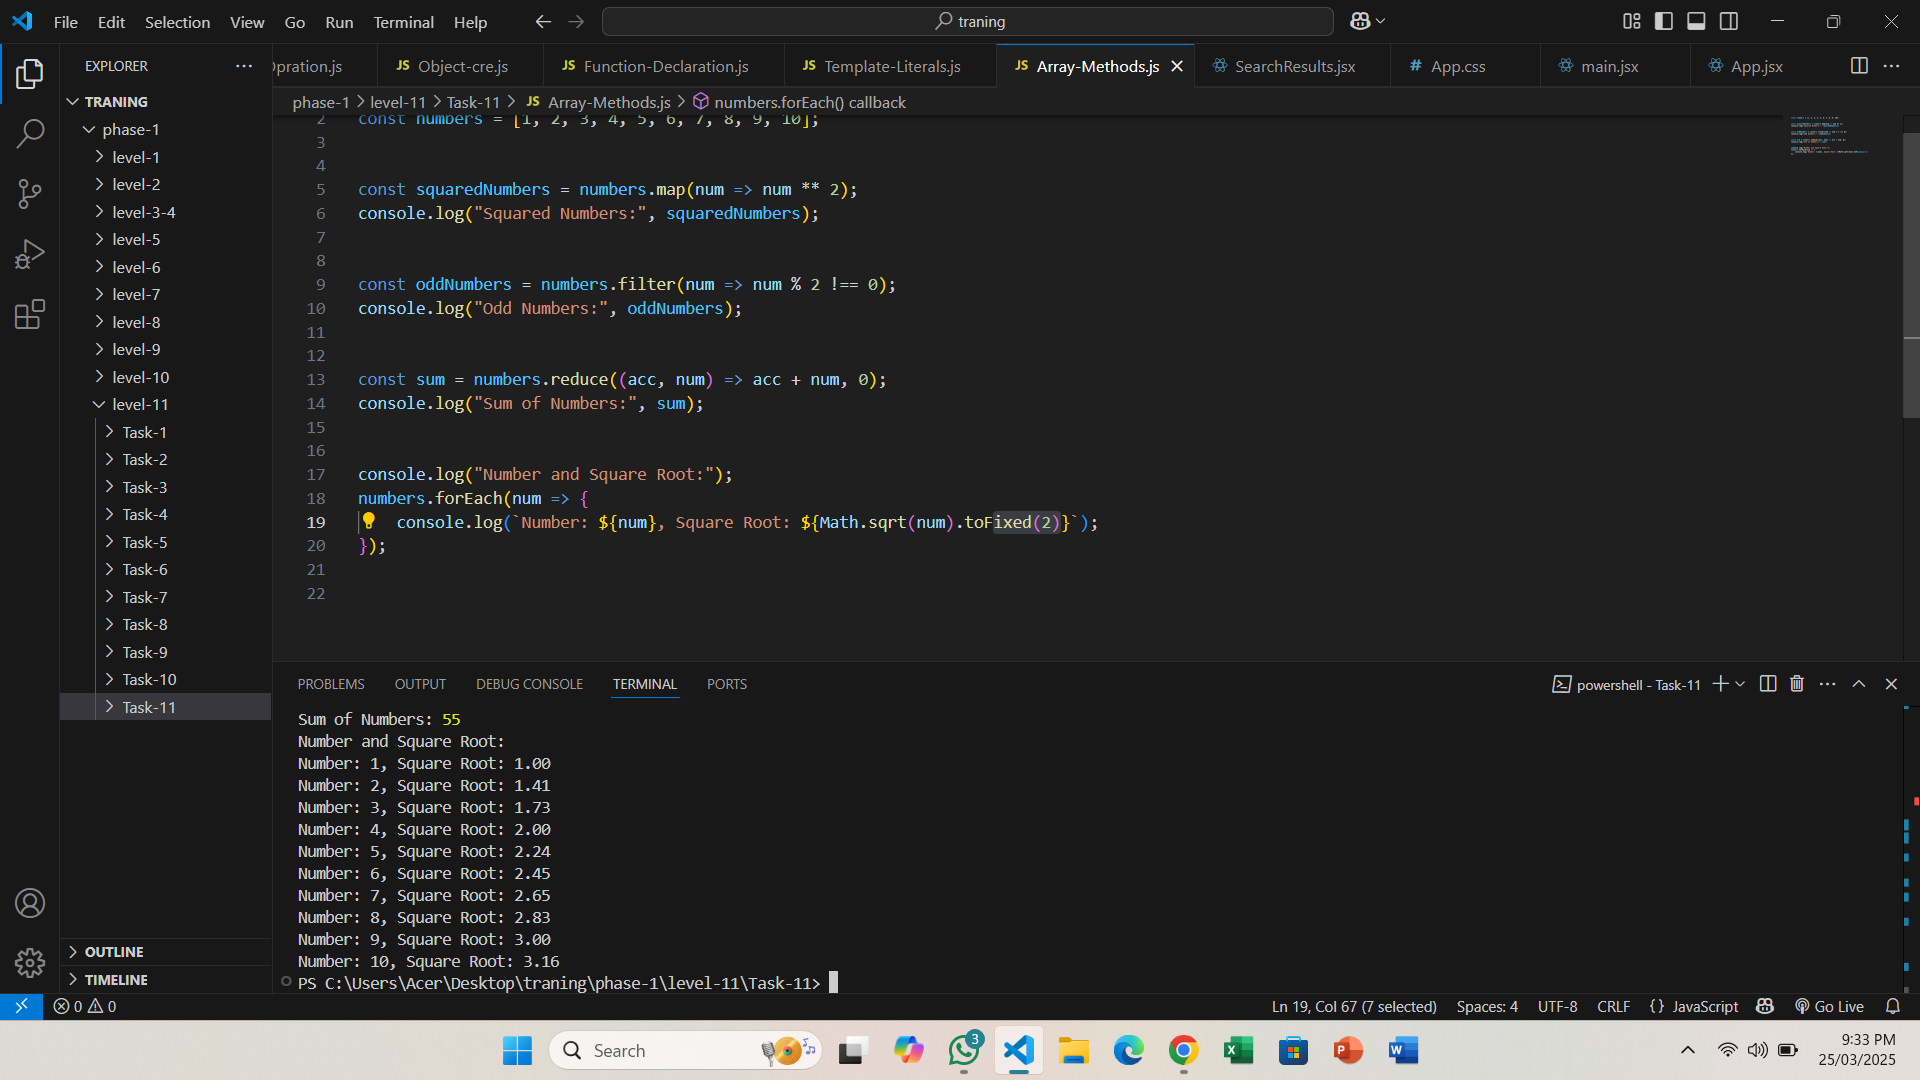 File Edit Selection View Go Run Terminal Help
traning
EXPLORER
pration.js
JS Object-cre.js
JS Function-Declaration.js
JS Template-Literals.js
JS Array-Methods.js
SearchResults.jsx
# App.css
main.jsx
App.jsx
phase-1 > level-11 > Task-11 > JS Array-Methods.js > numbers.forEach() callback
TRANING
phase-1
level-1
level-2
level-3-4
level-5
level-6
level-7
level-8
level-9
level-10
level-11
Task-1
Task-2
Task-3
Task-4
Task-5
Task-6
Task-7
Task-8
Task-9
Task-10
Task-11
OUTLINE
TIMELINE
2 const numbers = [1, 2, 3, 4, 5, 6, 7, 8, 9, 10];
3
4
5 const squaredNumbers = numbers.map(num => num ** 2);
6 console.log("Squared Numbers:", squaredNumbers);
7
8
9 const oddNumbers = numbers.filter(num => num % 2 !== 0);
10 console.log("Odd Numbers:", oddNumbers);
11
12
13 const sum = numbers.reduce((acc, num) => acc + num, 0);
14 console.log("Sum of Numbers:", sum);
15
16
17 console.log("Number and Square Root:");
18 numbers.forEach(num => {
19 console.log(`Number: ${num}, Square Root: ${Math.sqrt(num).toFixed(2)}`);
20 });
21
22
PROBLEMS OUTPUT DEBUG CONSOLE TERMINAL PORTS
powershell - Task-11
Sum of Numbers: 55
Number and Square Root:
Number: 1, Square Root: 1.00
Number: 2, Square Root: 1.41
Number: 3, Square Root: 1.73
Number: 4, Square Root: 2.00
Number: 5, Square Root: 2.24
Number: 6, Square Root: 2.45
Number: 7, Square Root: 2.65
Number: 8, Square Root: 2.83
Number: 9, Square Root: 3.00
Number: 10, Square Root: 3.16
PS C:\Users\Acer\Desktop\traning\phase-1\level-11\Task-11>
0 0
Ln 19, Col 67 (7 selected) Spaces: 4 UTF-8 CRLF {} JavaScript Go Live
Search
3
9:33 PM
25/03/2025